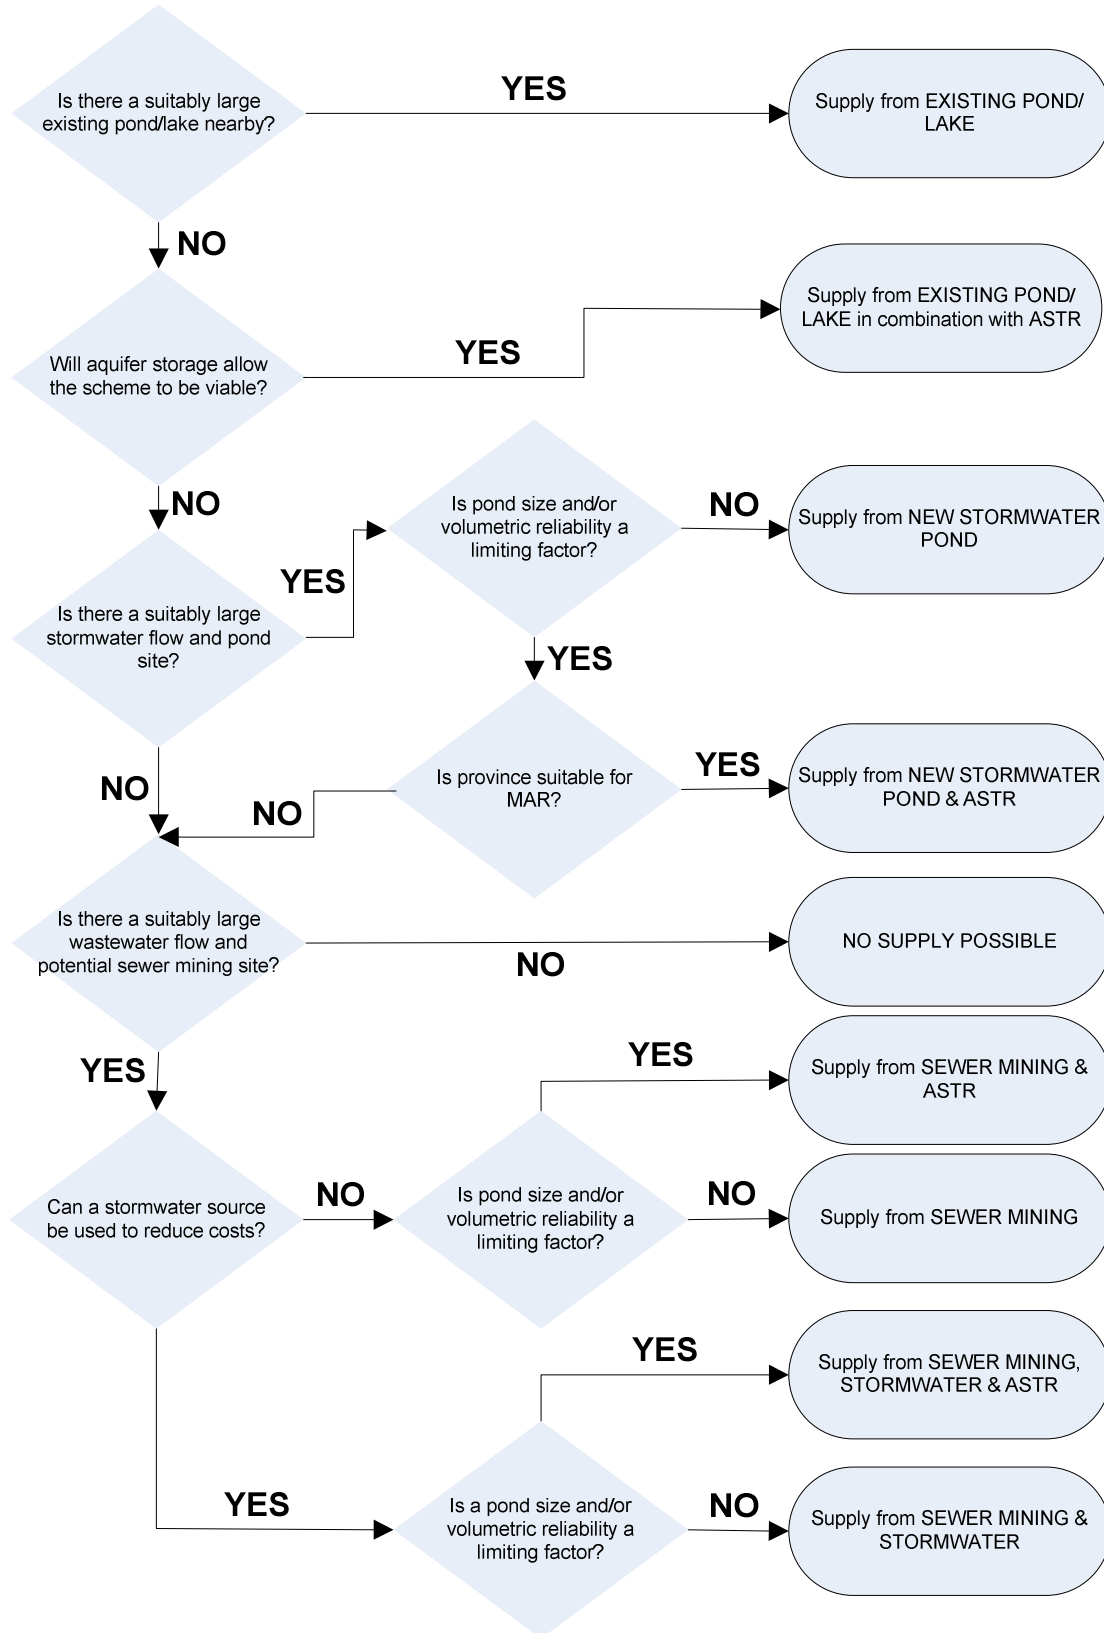 Is there a suitably large
existing pond/lake nearby?
YES
Supply from EXISTING POND/
LAKE
NO
Will aquifer storage allow
the scheme to be viable?
YES
Supply from EXISTING POND/
LAKE in combination with ASTR
NO
Is there a suitably large
stormwater flow and pond
site?
YES
Is pond size and/or
volumetric reliability a
limiting factor?
NO
Supply from NEW STORMWATER
POND
YES
NO
Is province suitable for
MAR?
YES
Supply from NEW STORMWATER
POND & ASTR
NO
Is there a suitably large
wastewater flow and
potential sewer mining site?
NO
NO SUPPLY POSSIBLE
YES
Can a stormwater source
be used to reduce costs?
NO
Is pond size and/or
volumetric reliability a
limiting factor?
YES
Supply from SEWER MINING &
ASTR
NO
Supply from SEWER MINING
YES
Is a pond size and/or
volumetric reliability a
limiting factor?
YES
Supply from SEWER MINING,
STORMWATER & ASTR
NO
Supply from SEWER MINING &
STORMWATER